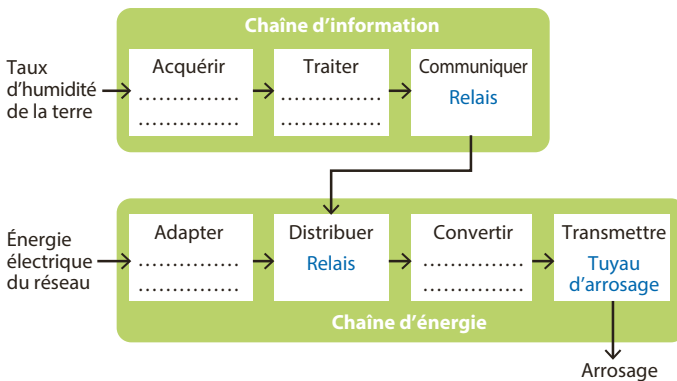 Chaîne d'information
Taux
d'humidité
de la terre
Acquérir
...............
...............
Traiter
...............
...............
Communiquer
Relais
Énergie
électrique
du réseau
Adapter
...............
...............
Distribuer
Relais
Convertir
...............
...............
Transmettre
Tuyau
d'arrosage
Chaîne d'énergie
Arrosage